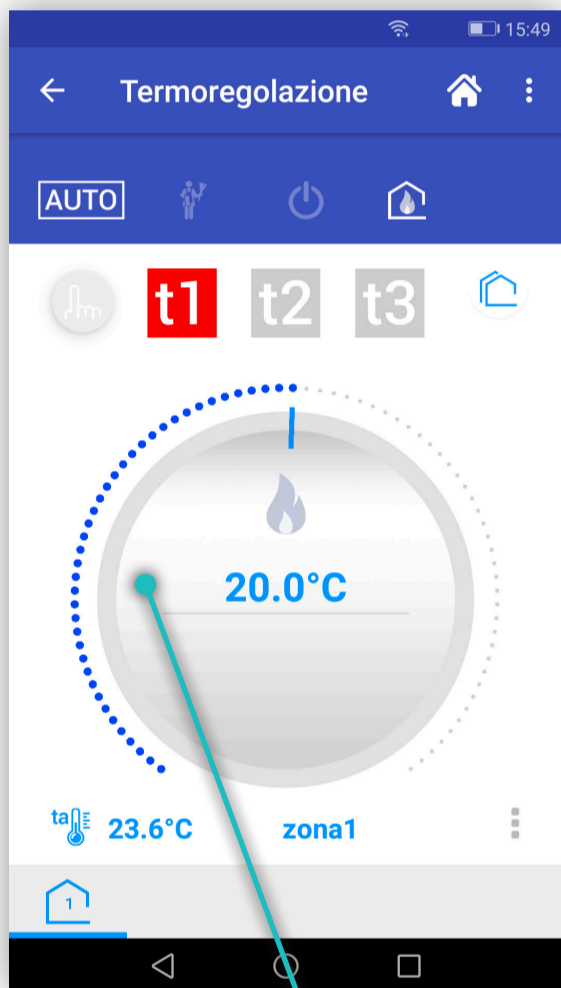 15:49
Termoregolazione
AUTO
t1 t2 t3
20.0°C
ta 23.6°C zona1
1